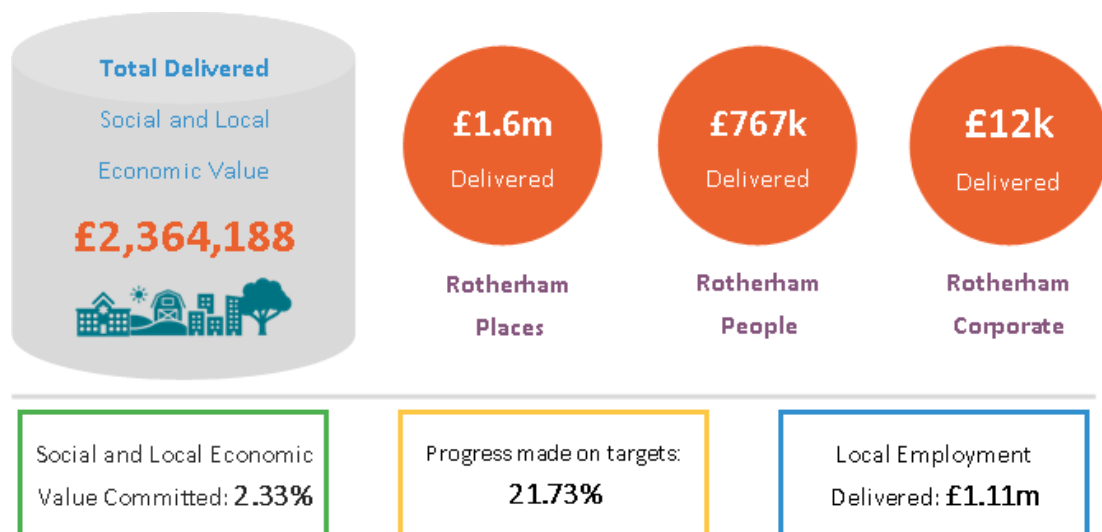 Total Delivered
Social and Local
Economic Value
£2,364,188
£1.6m
Delivered
Rotherham
Places
£767k
Delivered
Rotherham
People
£12k
Delivered
Rotherham
Corporate
Social and Local Economic
Value Committed: 2.33%
Progress made on targets:
21.73%
Local Employment
Delivered: £1.11m